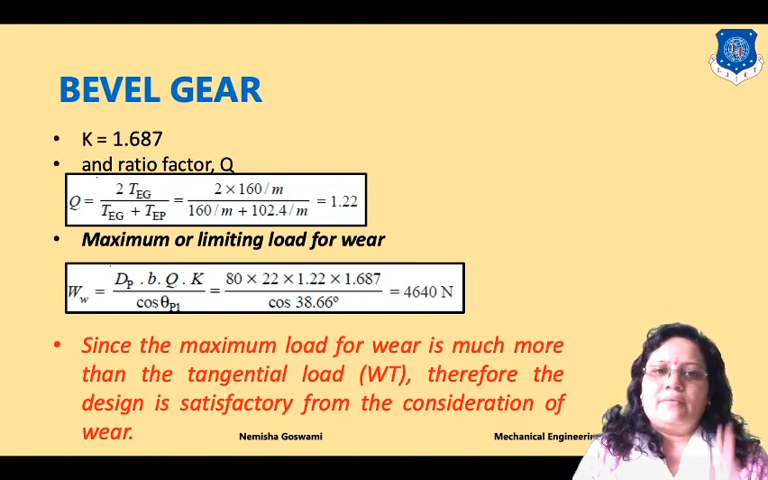 BEVEL GEAR
• K = 1.687
• and ratio factor, Q
Q = 2 T_EG / (T_EG + T_EP) = 2 × 160 / m / (160 / m + 102.4 / m) = 1.22
• Maximum or limiting load for wear
W_w = D_P . b. Q . K / cos θ_P1 = 80 × 22 × 1.22 × 1.687 / cos 38.66° = 4640 N
• Since the maximum load for wear is much more
than the tangential load (WT), therefore the
design is satisfactory from the consideration of
wear.
Nemisha Goswami
Mechanical Engineerin
L J I E T